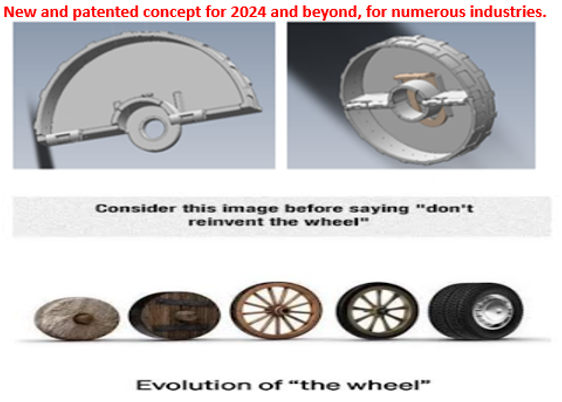 New and patented concept for 2024 and beyond, for numerous industries.
Consider this image before saying "don't
reinvent the wheel"
Evolution of “the wheel”